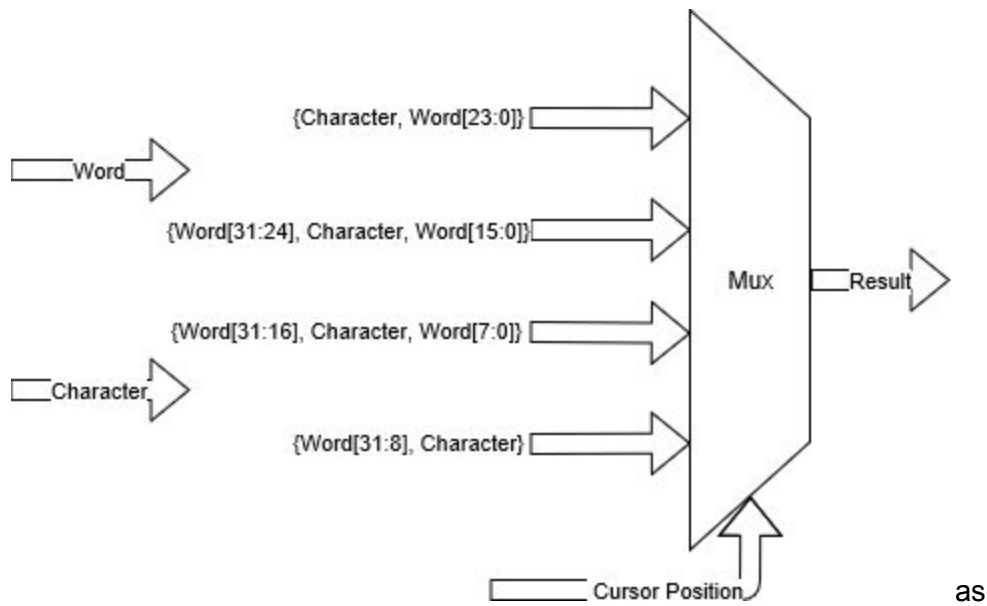 {Character, Word[23:0]}
Word
{Word[31:24], Character, Word[15:0]}
Mux
Result
{Word[31:16], Character, Word[7:0]}
Character
{Word[31:8], Character}
Cursor Position
as